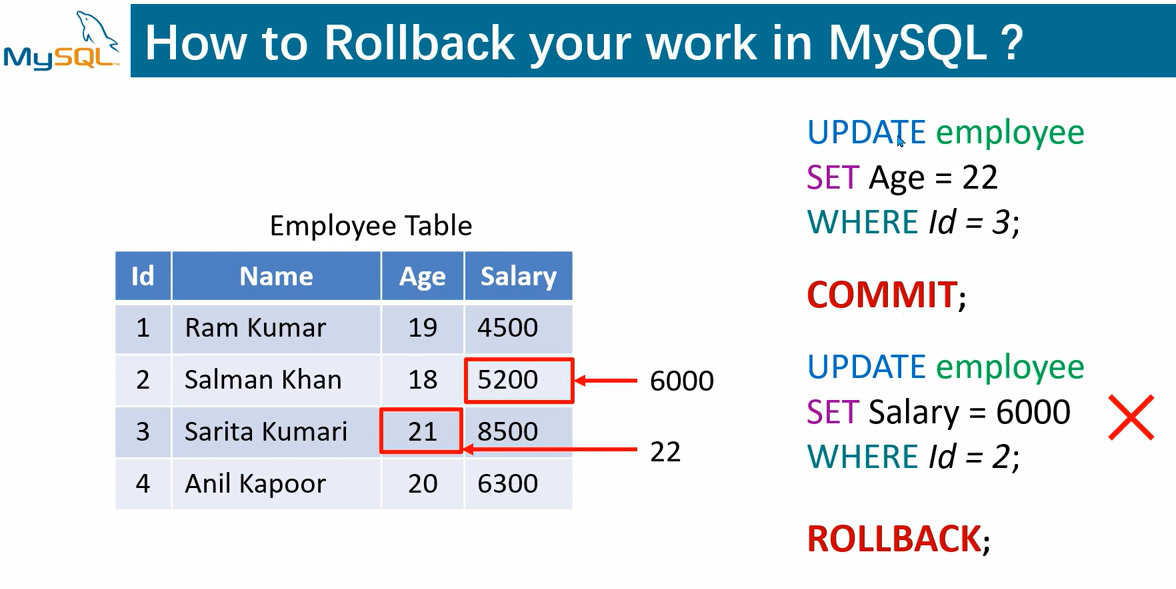 MySQL
How to Rollback your work in MySQL ?
Employee Table
Id Name Age Salary
1 Ram Kumar 19 4500
2 Salman Khan 18 5200
3 Sarita Kumari 21 8500
4 Anil Kapoor 20 6300
6000
22
UPDATE employee
SET Age = 22
WHERE Id = 3;
COMMIT;
UPDATE employee
SET Salary = 6000
WHERE Id = 2;
ROLLBACK;